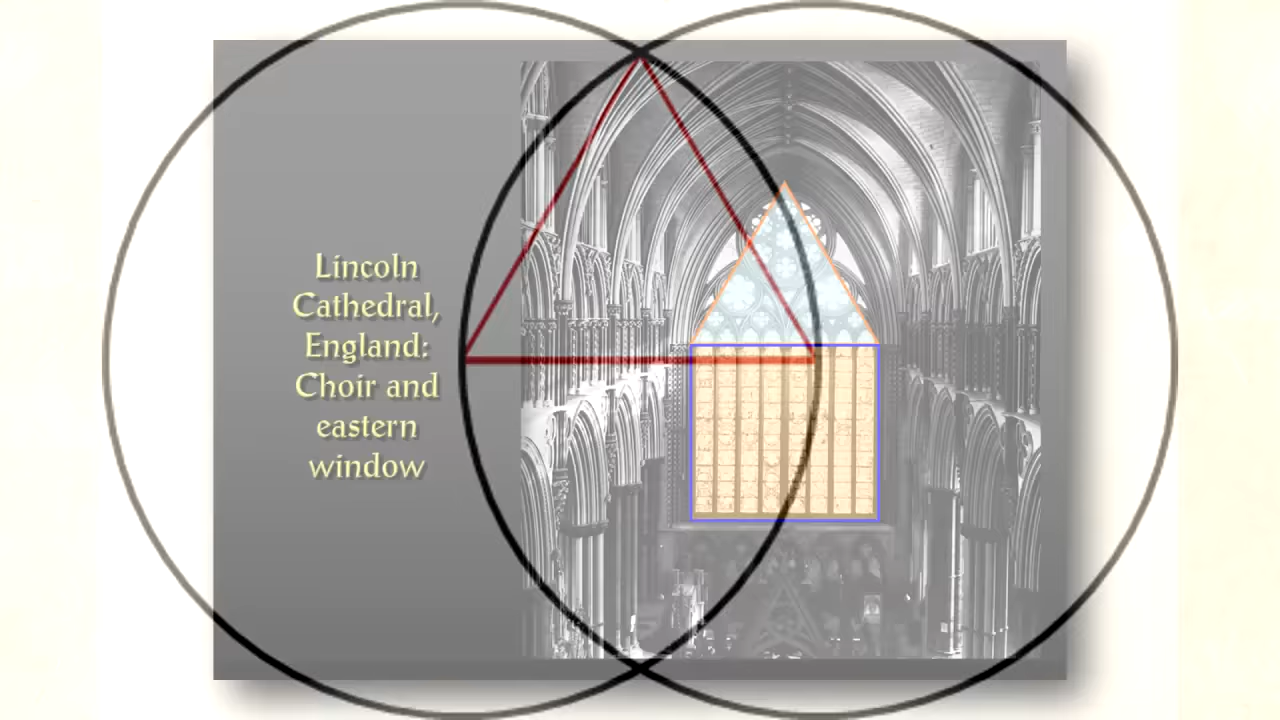 Lincoln
Cathedral,
England:
Choir and
eastern
window